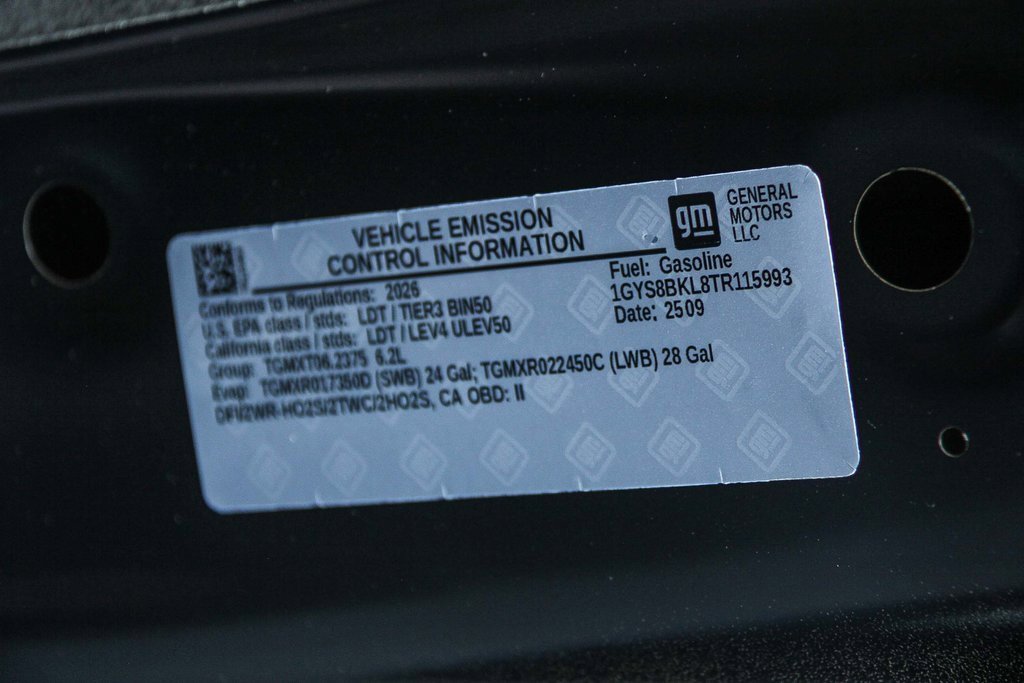 VEHICLE EMISSION
CONTROL INFORMATION
gm
GENERAL
MOTORS
LLC
Conforms to Regulations: 2026
U.S. EPA class / stds: LDT / TIER3 BIN50
California class / stds: LDT / LEV4 ULEV50
Group: TGMXT06.2375 6.2L
Evap: TGMXR017350D (SWB) 24 Gal; TGMXR022450C (LWB) 28 Gal
DFI/2WR-HO2S/2TWC/2HO2S, CA OBD: II
Fuel: Gasoline
1GYS8BKL8TR115993
Date: 2509